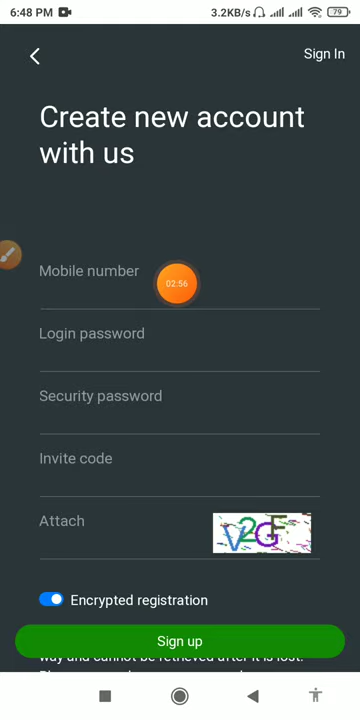 6:48 PM 3.2KB/s 79
Sign In
Create new account
with us
Mobile number
02:56
Login password
Security password
Invite code
Attach
V2GF
Encrypted registration
Sign up
way and cannot be retrieved after it is lost.